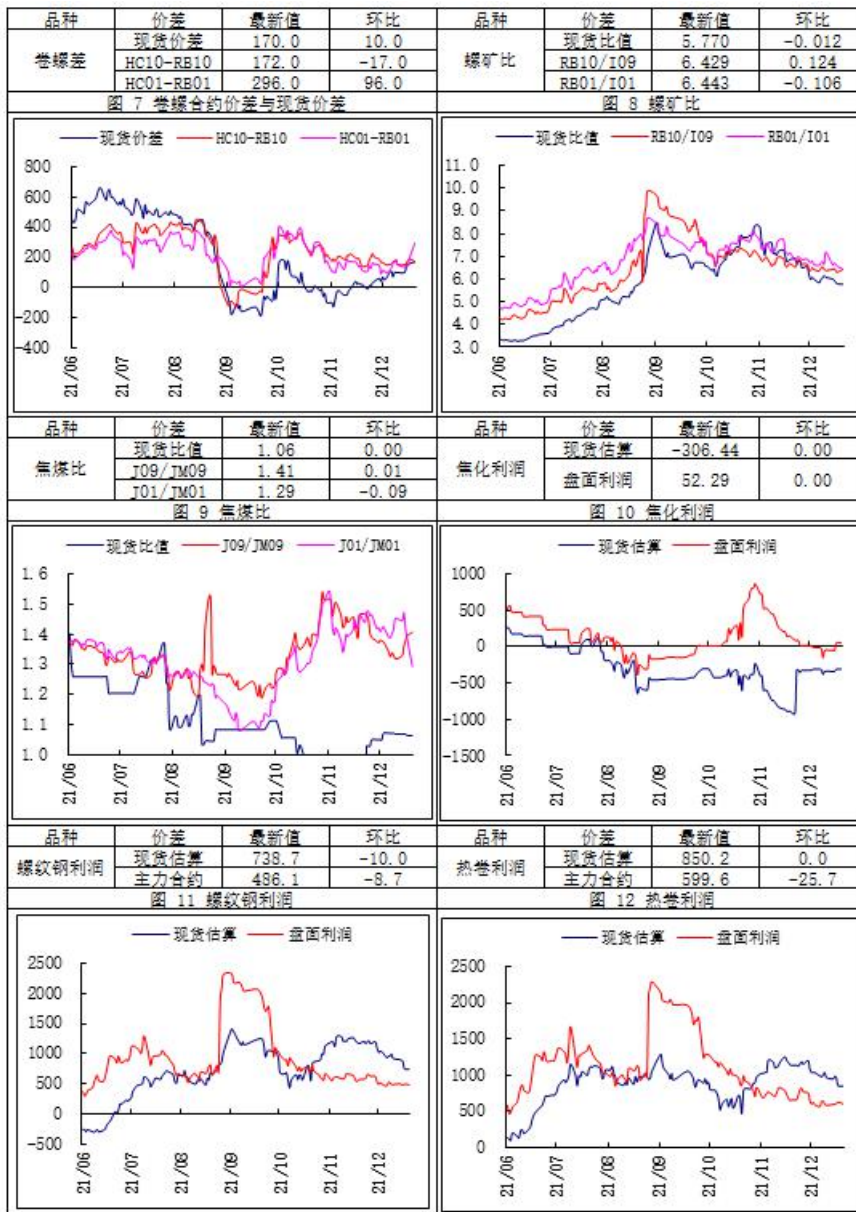 品种 价差 最新值 环比
卷螺差 现货价差 170.0 10.0
HC10-RB10 172.0 -17.0
HC01-RB01 296.0 96.0
品种 价差 最新值 环比
螺矿比 现货比值 5.770 -0.012
RB10/I09 6.429 0.124
RB01/I01 6.443 -0.106
图 7 卷螺合约价差与现货价差
现货价差 HC10-RB10 HC01-RB01
800
600
400
200
0
-200
-400
21/06 21/07 21/08 21/09 21/10 21/11 21/12
图 8 螺矿比
现货比值 RB10/I09 RB01/I01
11.0
10.0
9.0
8.0
7.0
6.0
5.0
4.0
3.0
21/06 21/07 21/08 21/09 21/10 21/11 21/12
品种 价差 最新值 环比
焦煤比 现货比值 1.06 0.00
J09/JM09 1.41 0.01
J01/JM01 1.29 -0.09
品种 价差 最新值 环比
焦化利润 现货估算 -306.44 0.00
盘面利润 52.29 0.00
图 9 焦煤比
现货比值 J09/JM09 J01/JM01
1.6
1.5
1.4
1.3
1.2
1.1
1.0
21/06 21/07 21/08 21/09 21/10 21/11 21/12
图 10 焦化利润
现货估算 盘面利润
1000
500
0
-500
-1000
-1500
21/06 21/07 21/08 21/09 21/10 21/11 21/12
品种 价差 最新值 环比
螺纹钢利润 现货估算 738.7 -10.0
主力合约 486.1 -8.7
品种 价差 最新值 环比
热卷利润 现货估算 850.2 0.0
主力合约 599.6 -25.7
图 11 螺纹钢利润
现货估算 盘面利润
2500
2000
1500
1000
500
0
-500
21/06 21/07 21/08 21/09 21/10 21/11 21/12
图 12 热卷利润
现货估算 盘面利润
2500
2000
1500
1000
500
0
21/06 21/07 21/08 21/09 21/10 21/11 21/12